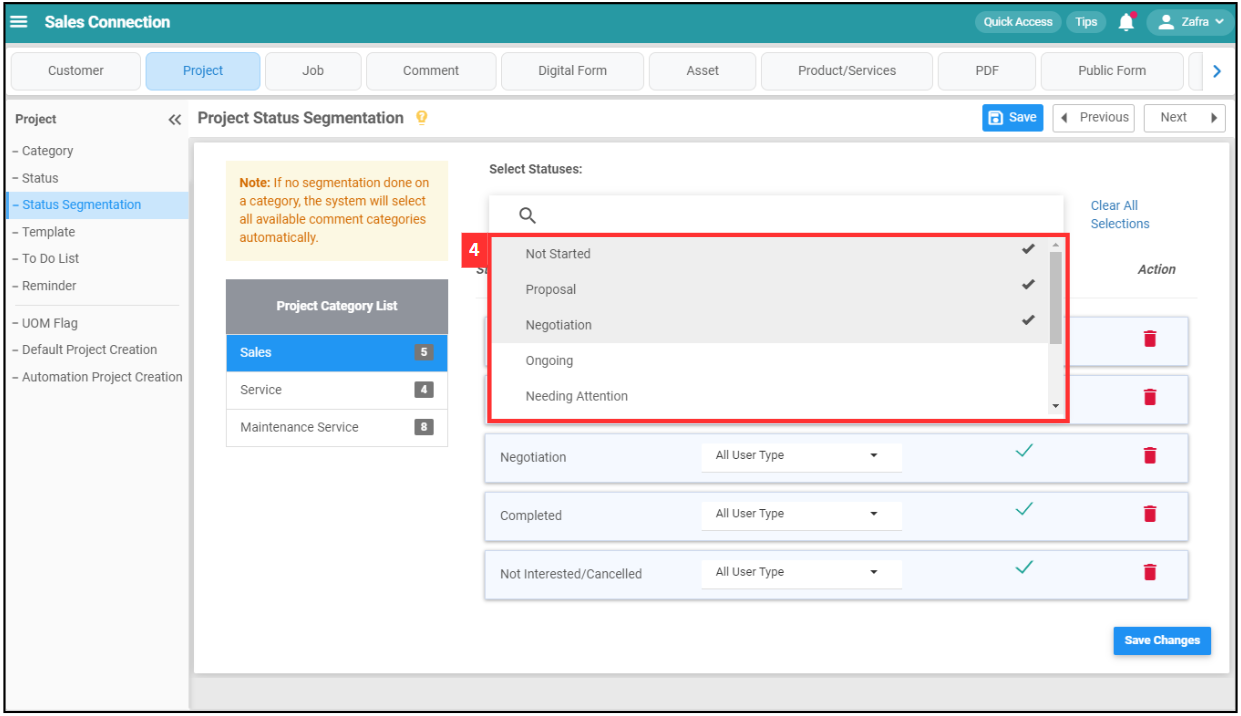 Sales Connection
Quick Access
Tips
Zafra
Customer
Project
Job
Comment
Digital Form
Asset
Product/Services
PDF
Public Form
Project
– Category
– Status
– Status Segmentation
– Template
– To Do List
– Reminder
– UOM Flag
– Default Project Creation
– Automation Project Creation
Project Status Segmentation
Save
Previous
Next
Note: If no segmentation done on
a category, the system will select
all available comment categories
automatically.
Project Category List
Sales 5
Service 4
Maintenance Service 8
Select Statuses:
Clear All
Selections
4
Not Started
Proposal
Negotiation
Ongoing
Needing Attention
Action
Negotiation All User Type
Completed All User Type
Not Interested/Cancelled All User Type
Save Changes